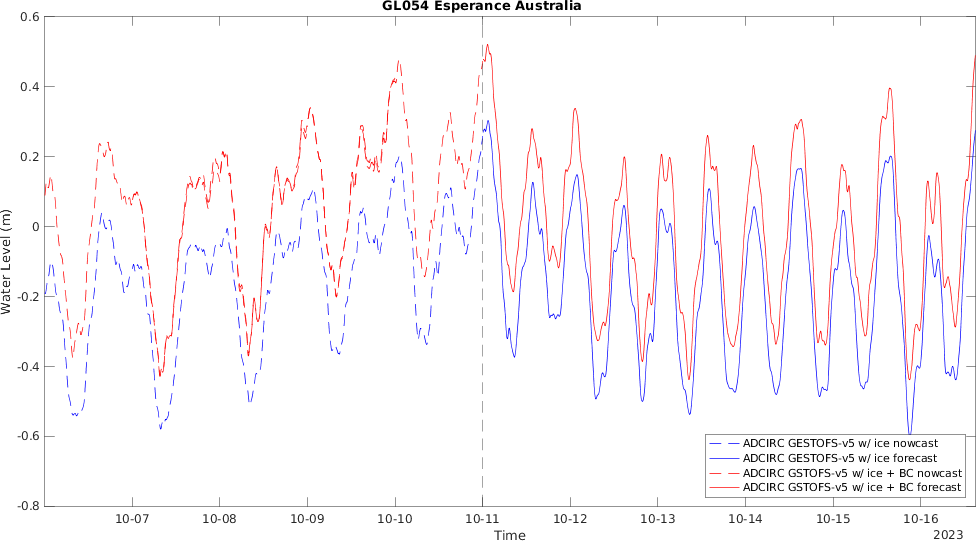 GL054 Esperance Australia
0.6
0.4
0.2
0
-0.2
-0.4
-0.6
-0.8
Water Level (m)
ADCIRC GESTOFS-v5 w/ ice nowcast
ADCIRC GESTOFS-v5 w/ ice forecast
ADCIRC GSTOFS-v5 w/ ice + BC nowcast
ADCIRC GSTOFS-v5 w/ ice + BC forecast
10-07 10-08 10-09 10-10 10-11 10-12 10-13 10-14 10-15 10-16
Time
2023